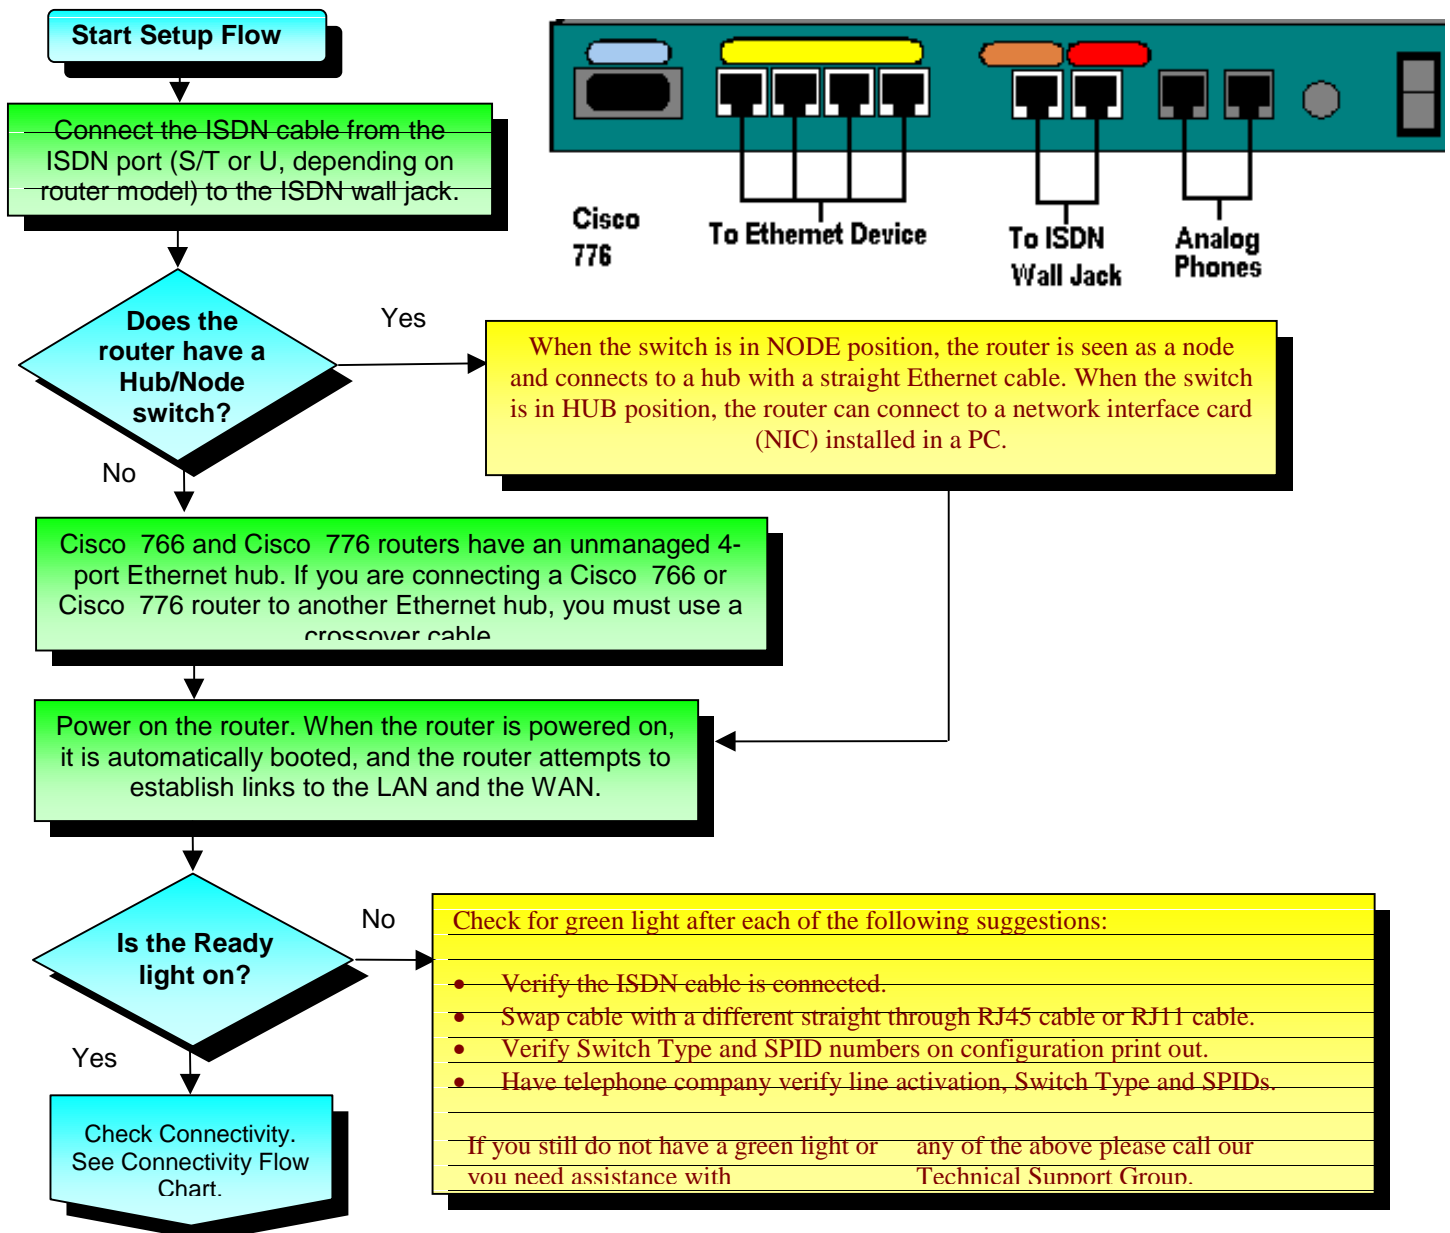 Start Setup Flow
Connect the ISDN cable from the
ISDN port (S/T or U, depending on
router model) to the ISDN wall jack.
Cisco
776
To Ethernet Device
To ISDN
Wall Jack
Analog
Phones
Does the
router have a
Hub/Node
switch?
Yes
When the switch is in NODE position, the router is seen as a node
and connects to a hub with a straight Ethernet cable. When the switch
is in HUB position, the router can connect to a network interface card
(NIC) installed in a PC.
No
Cisco 766 and Cisco 776 routers have an unmanaged 4-
port Ethernet hub. If you are connecting a Cisco 766 or
Cisco 776 router to another Ethernet hub, you must use a
crossover cable
Power on the router. When the router is powered on,
it is automatically booted, and the router attempts to
establish links to the LAN and the WAN.
Is the Ready
light on?
No
Check for green light after each of the following suggestions:
• Verify the ISDN cable is connected.
• Swap cable with a different straight through RJ45 cable or RJ11 cable.
• Verify Switch Type and SPID numbers on configuration print out.
• Have telephone company verify line activation, Switch Type and SPIDs.
If you still do not have a green light or any of the above please call our
you need assistance with Technical Support Group.
Yes
Check Connectivity.
See Connectivity Flow
Chart.